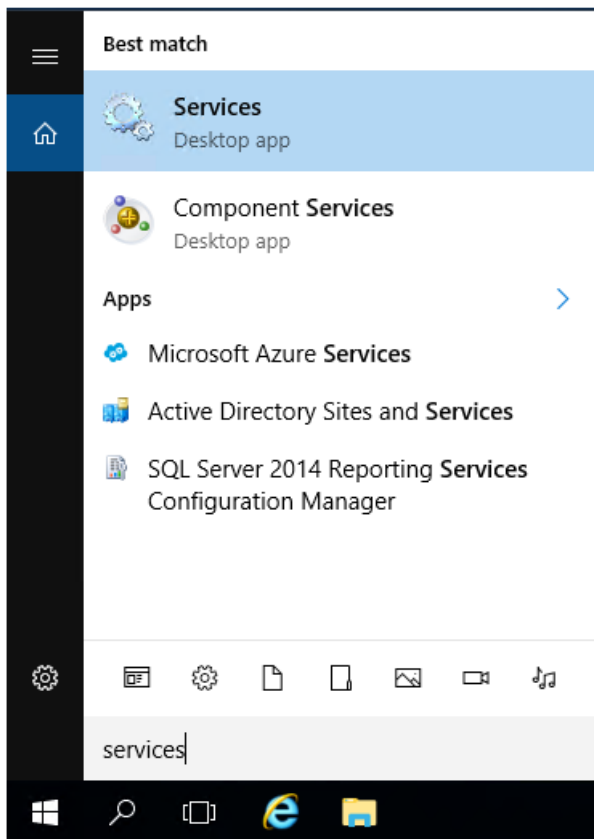 Best match
Services
Desktop app
Component Services
Desktop app
Apps
Microsoft Azure Services
Active Directory Sites and Services
SQL Server 2014 Reporting Services
Configuration Manager
services